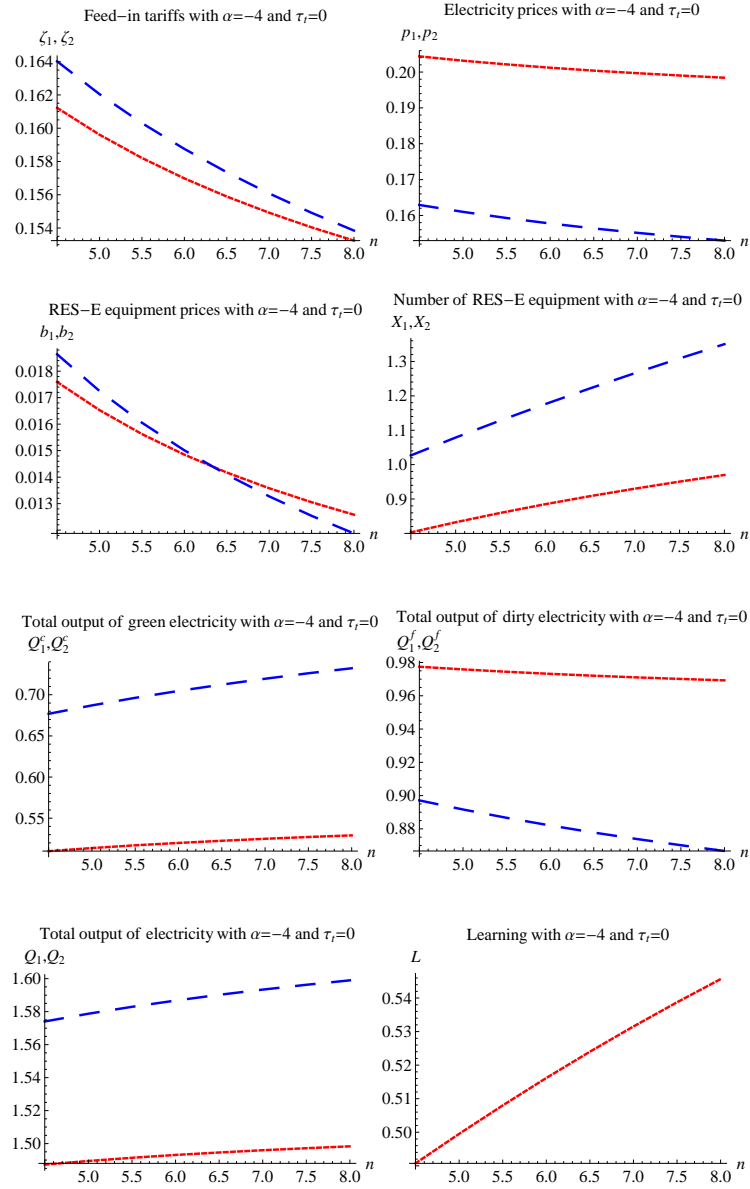 Feed−in tariffs with α=−4 and τt=0
ζ1, ζ2
0.164
0.162
0.160
0.158
0.156
0.154
5.0 5.5 6.0 6.5 7.0 7.5 8.0 n
Electricity prices with α=−4 and τt=0
p1,p2
0.20
0.19
0.18
0.17
0.16
5.0 5.5 6.0 6.5 7.0 7.5 8.0 n
RES−E equipment prices with α=−4 and τt=0
b1,b2
0.018
0.017
0.016
0.015
0.014
0.013
5.0 5.5 6.0 6.5 7.0 7.5 8.0 n
Number of RES−E equipment with α=−4 and τt=0
X1,X2
1.3
1.2
1.1
1.0
0.9
5.0 5.5 6.0 6.5 7.0 7.5 8.0 n
Total output of green electricity with α=−4 and τt=0
Q1^c,Q2^c
0.70
0.65
0.60
0.55
5.0 5.5 6.0 6.5 7.0 7.5 8.0 n
Total output of dirty electricity with α=−4 and τt=0
Q1^f,Q2^f
0.98
0.96
0.94
0.92
0.90
0.88
5.0 5.5 6.0 6.5 7.0 7.5 8.0 n
Total output of electricity with α=−4 and τt=0
Q1,Q2
1.60
1.58
1.56
1.54
1.52
1.50
5.0 5.5 6.0 6.5 7.0 7.5 8.0 n
Learning with α=−4 and τt=0
L
0.54
0.53
0.52
0.51
0.50
5.0 5.5 6.0 6.5 7.0 7.5 8.0 n